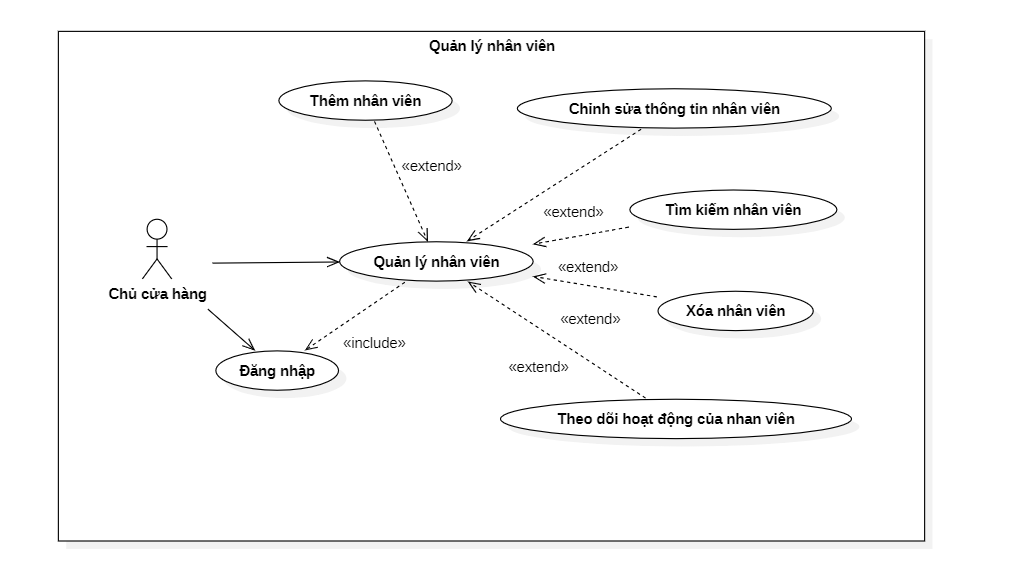 Quản lý nhân viên
Thêm nhân viên
Chỉnh sửa thông tin nhân viên
«extend»
Tìm kiếm nhân viên
«extend»
Quản lý nhân viên
«extend»
Chủ cửa hàng
Xóa nhân viên
«extend»
«include»
«extend»
Đăng nhập
Theo dõi hoạt động của nhan viên